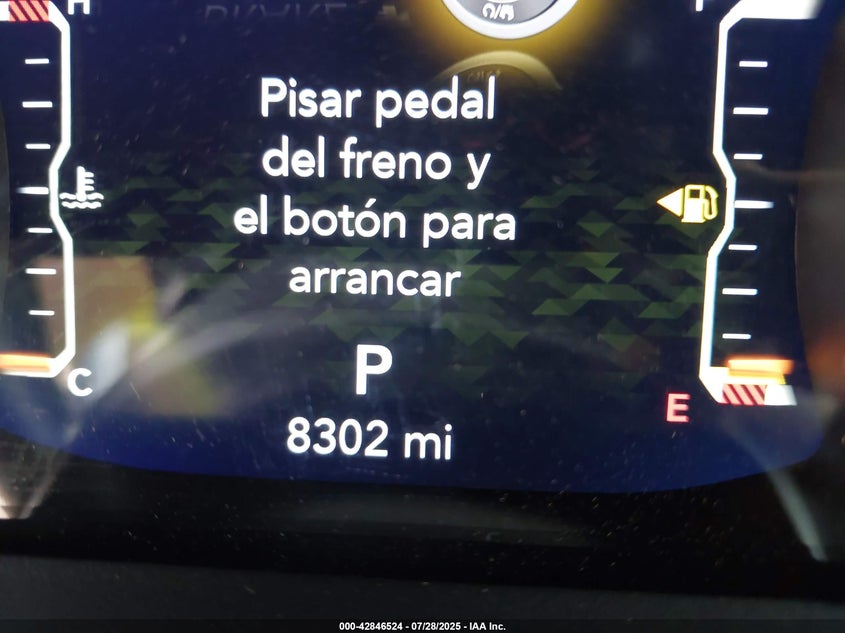 H
Pisar pedal
del freno y
el botón para
arrancar
P
C
E
8302 mi
000-42846524 - 07/28/2025 - IAA Inc.